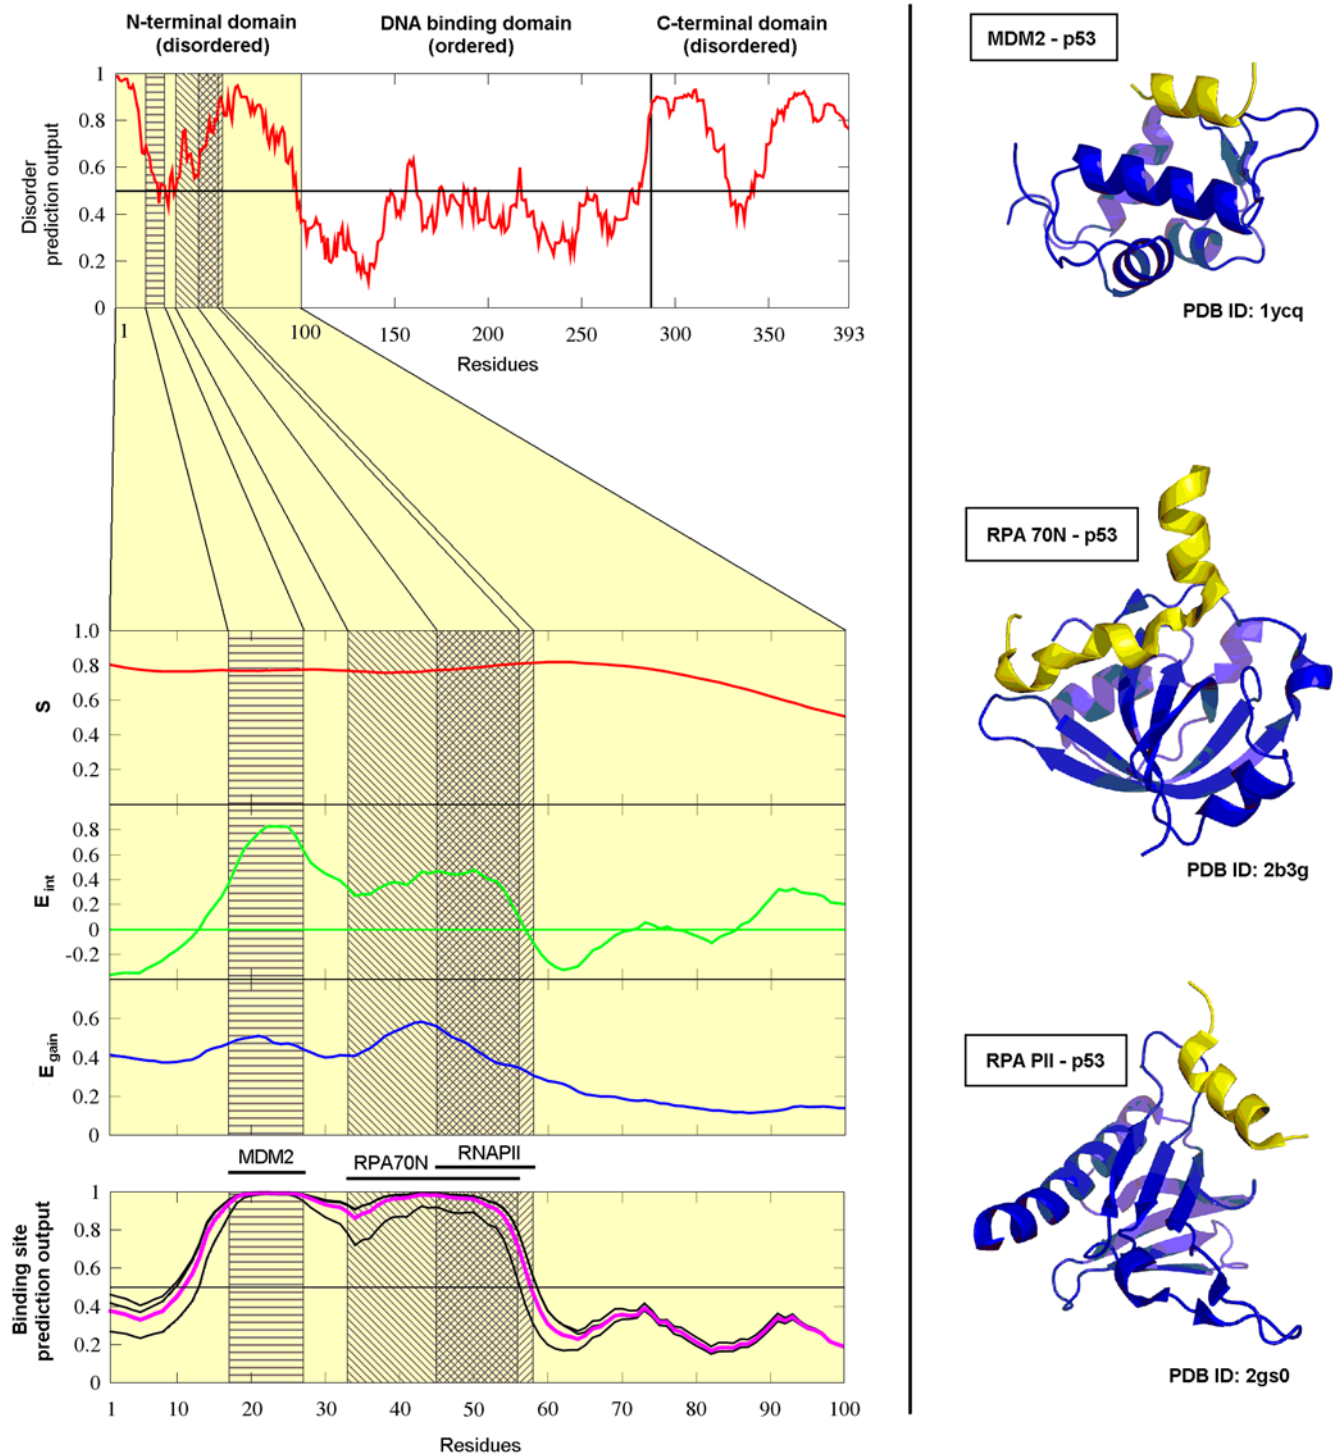 N-terminal domain
(disordered)
DNA binding domain
(ordered)
C-terminal domain
(disordered)
Disorder
prediction output
1
0.8
0.6
0.4
0.2
0
1
100
150
200
250
300
350
393
Residues
S
1.0
0.8
0.6
0.4
0.2
E int
0.8
0.6
0.4
0.2
0
-0.2
E gain
0.6
0.4
0.2
0
MDM2
RPA70N
RNAPII
Binding site
prediction output
1
0.8
0.6
0.4
0.2
0
1
10
20
30
40
50
60
70
80
90
100
Residues
MDM2 - p53
PDB ID: 1ycq
RPA 70N - p53
PDB ID: 2b3g
RPA PII - p53
PDB ID: 2gs0